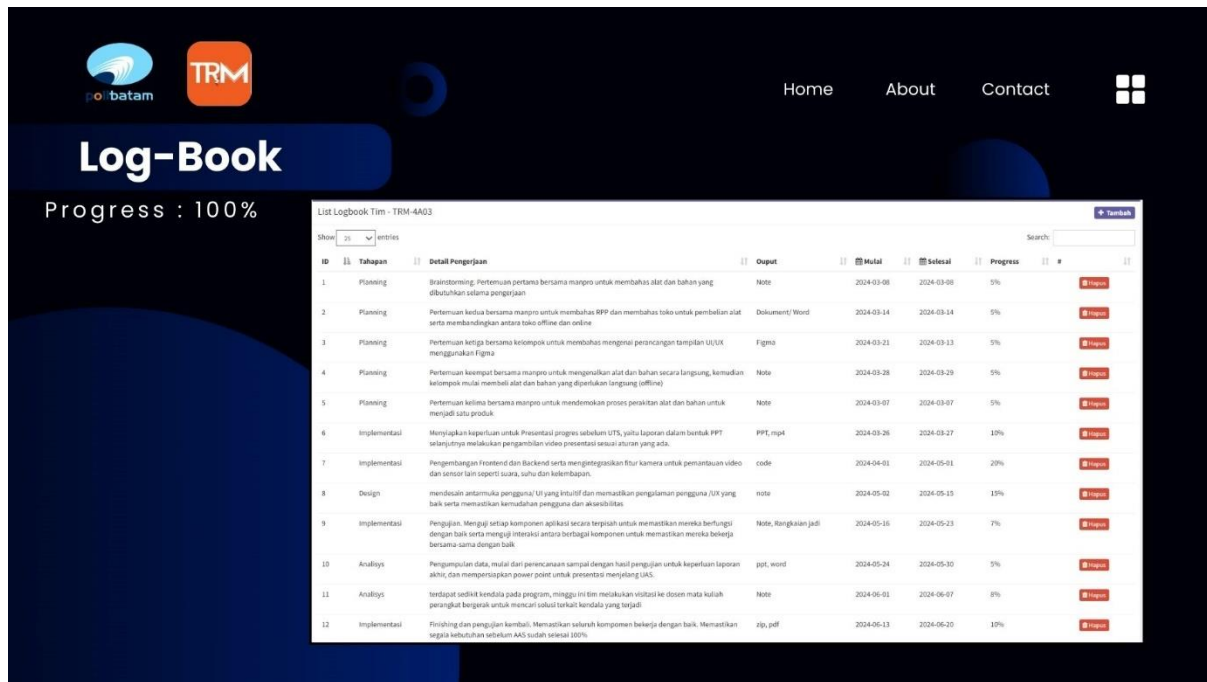 polibatam
TRM
Home About Contact
Log-Book
Progress : 100%
List Logbook Tim - TRM-4A03
+ Tambah
Show 25 entries
Search:
ID Tahapan Detail Pengerjaan Ouput Mulai Selesai Progress #
1 Planning Brainstorming. Pertemuan pertama bersama manpro untuk membahas alat dan bahan yang Note 2024-03-08 2024-03-08 5% Hapus
dibutuhkan selama pengerjaan
2 Planning Pertemuan kedua bersama manpro untuk membahas RPP dan membahas toko untuk pembelian alat Dokument/ Word 2024-03-14 2024-03-14 5% Hapus
serta membandingkan antara toko offline dan online
3 Planning Pertemuan ketiga bersama kelompok untuk membahas mengenai perancangan tampilan UI/UX Figma 2024-03-21 2024-03-13 5% Hapus
menggunakan Figma
4 Planning Pertemuan keempat bersama manpro untuk mengenalkan alat dan bahan secara langsung, kemudian Note 2024-03-28 2024-03-29 5% Hapus
kelompok mulai membeli alat dan bahan yang diperlukan langsung (offline)
5 Planning Pertemuan kelima bersama manpro untuk mendemokan proses perakitan alat dan bahan untuk Note 2024-03-07 2024-03-07 5% Hapus
menjadi satu produk
6 Implementasi Menyiapkan keperluan untuk Presentasi progres sebelum UTS, yaitu laporan dalam bentuk PPT PPT, mp4 2024-03-26 2024-03-27 10% Hapus
selanjutnya melakukan pengambilan video presentasi sesuai aturan yang ada.
7 Implementasi Pengembangan Frontend dan Backend serta mengintegrasikan fitur kamera untuk pemantauan video code 2024-04-01 2024-05-01 20% Hapus
dan sensor lain seperti suara, suhu dan kelembapan.
8 Design mendesain antarmuka pengguna/ UI yang intuitif dan memastikan pengalaman pengguna /UX yang note 2024-05-02 2024-05-15 15% Hapus
baik serta memastikan kemudahan pengguna dan aksesibilitas
9 Implementasi Pengujian. Menguji setiap komponen aplikasi secara terpisah untuk memastikan mereka berfungsi Note, Rangkaian jadi 2024-05-16 2024-05-23 7% Hapus
dengan baik serta menguji interaksi antara berbagai komponen untuk memastikan mereka bekerja
bersama-sama dengan baik
10 Analisys Pengumpulan data, mulai dari perencanaan sampai dengan hasil pengujian untuk keperluan laporan ppt, word 2024-05-24 2024-05-30 5% Hapus
akhir, dan mempersiapkan power point untuk presentasi menjelang UAS.
11 Analisys terdapat sedikit kendala pada program, minggu ini tim melakukan visitasi ke dosen mata kuliah Note 2024-06-01 2024-06-07 8% Hapus
perangkat bergerak untuk mencari solusi terkait kendala yang terjadi
12 Implementasi Finishing dan pengujian kembali. Memastikan seluruh kompomen bekerja dengan baik. Memastikan zip, pdf 2024-06-13 2024-06-20 10% Hapus
segala kebutuhan sebelum AAS sudah selesai 100%